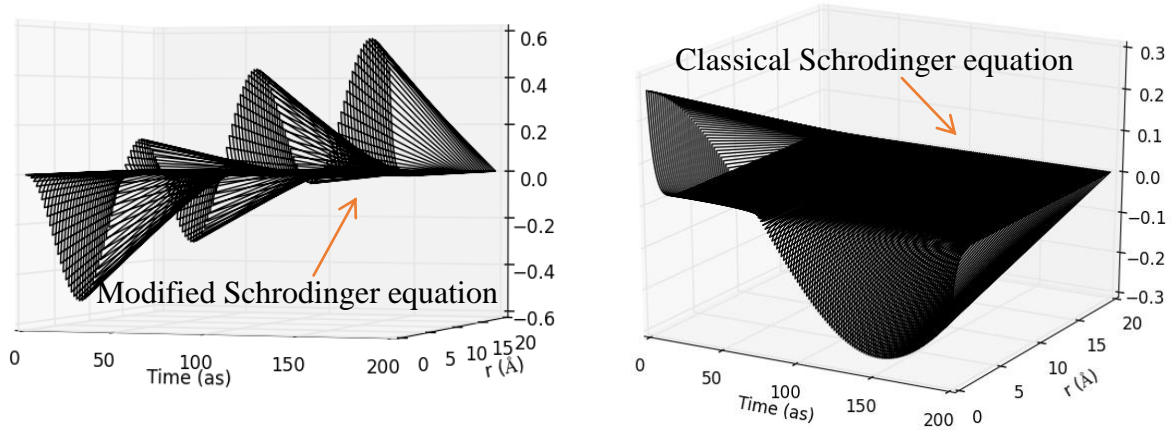 0.6
0.4
0.2
0.0
−0.2
−0.4
−0.6
Modified Schrodinger equation
0 50 100 150 200
Time (as)
0 5 10 15 20
r (Å)
Classical Schrodinger equation
0.3
0.2
0.1
0.0
−0.1
−0.2
−0.3
0 50 100 150 200
Time (as)
0 5 10 15 20
r (Å)